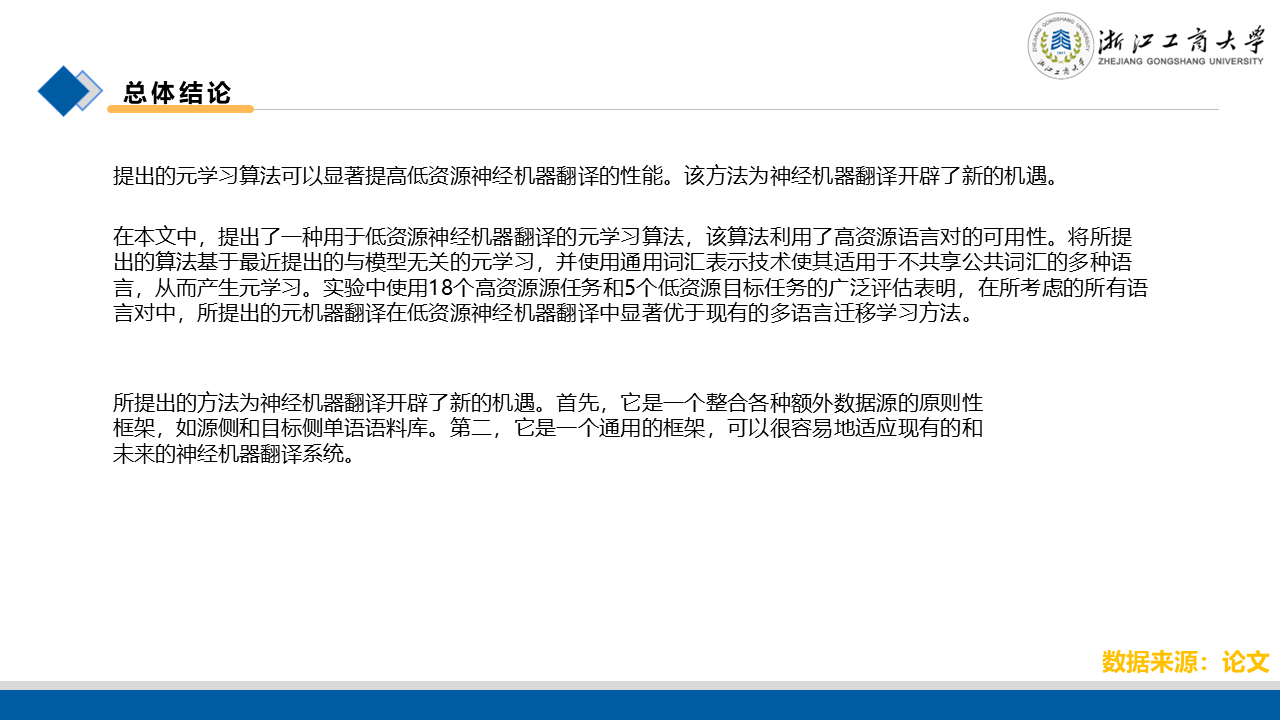 浙江工商大学
ZHEJIANG GONGSHANG UNIVERSITY
总体结论
提出的元学习算法可以显著提高低资源神经机器翻译的性能。该方法为神经机器翻译开辟了新的机遇。
在本文中，提出了一种用于低资源神经机器翻译的元学习算法，该算法利用了高资源语言对的可用性。将所提
出的算法基于最近提出的与模型无关的元学习，并使用通用词汇表示技术使其适用于不共享公共词汇的多种语
言，从而产生元学习。实验中使用18个高资源源任务和5个低资源目标任务的广泛评估表明，在所考虑的所有语
言对中，所提出的元机器翻译在低资源神经机器翻译中显著优于现有的多语言迁移学习方法。
所提出的方法为神经机器翻译开辟了新的机遇。首先，它是一个整合各种额外数据源的原则性
框架，如源侧和目标侧单语语料库。第二，它是一个通用的框架，可以很容易地适应现有的和
未来的神经机器翻译系统。
数据来源：论文